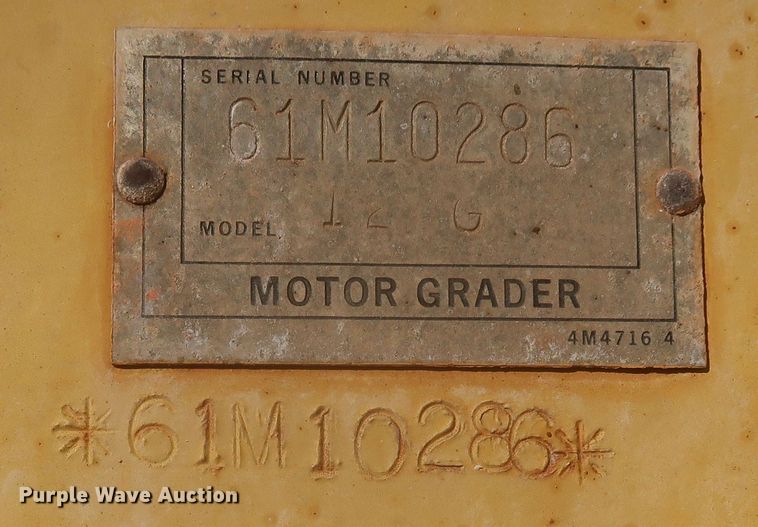 SERIAL NUMBER
61M10286
MODEL 12 G
MOTOR GRADER
4M4716 4
*61M10286*
Purple Wave Auction